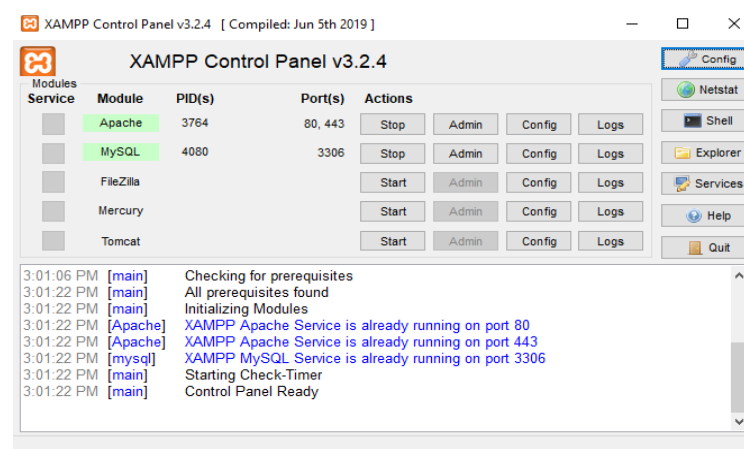 XAMPP Control Panel v3.2.4 [ Compiled: Jun 5th 2019 ]
XAMPP Control Panel v3.2.4
Config
Modules
Service Module PID(s) Port(s) Actions
Netstat
Apache 3764 80, 443 Stop Admin Config Logs
Shell
MySQL 4080 3306 Stop Admin Config Logs
Explorer
FileZilla Start Admin Config Logs
Services
Mercury Start Admin Config Logs
Help
Tomcat Start Admin Config Logs
Quit
3:01:06 PM [main] Checking for prerequisites
3:01:22 PM [main] All prerequisites found
3:01:22 PM [main] Initializing Modules
3:01:22 PM [Apache] XAMPP Apache Service is already running on port 80
3:01:22 PM [Apache] XAMPP Apache Service is already running on port 443
3:01:22 PM [mysql] XAMPP MySQL Service is already running on port 3306
3:01:22 PM [main] Starting Check-Timer
3:01:22 PM [main] Control Panel Ready